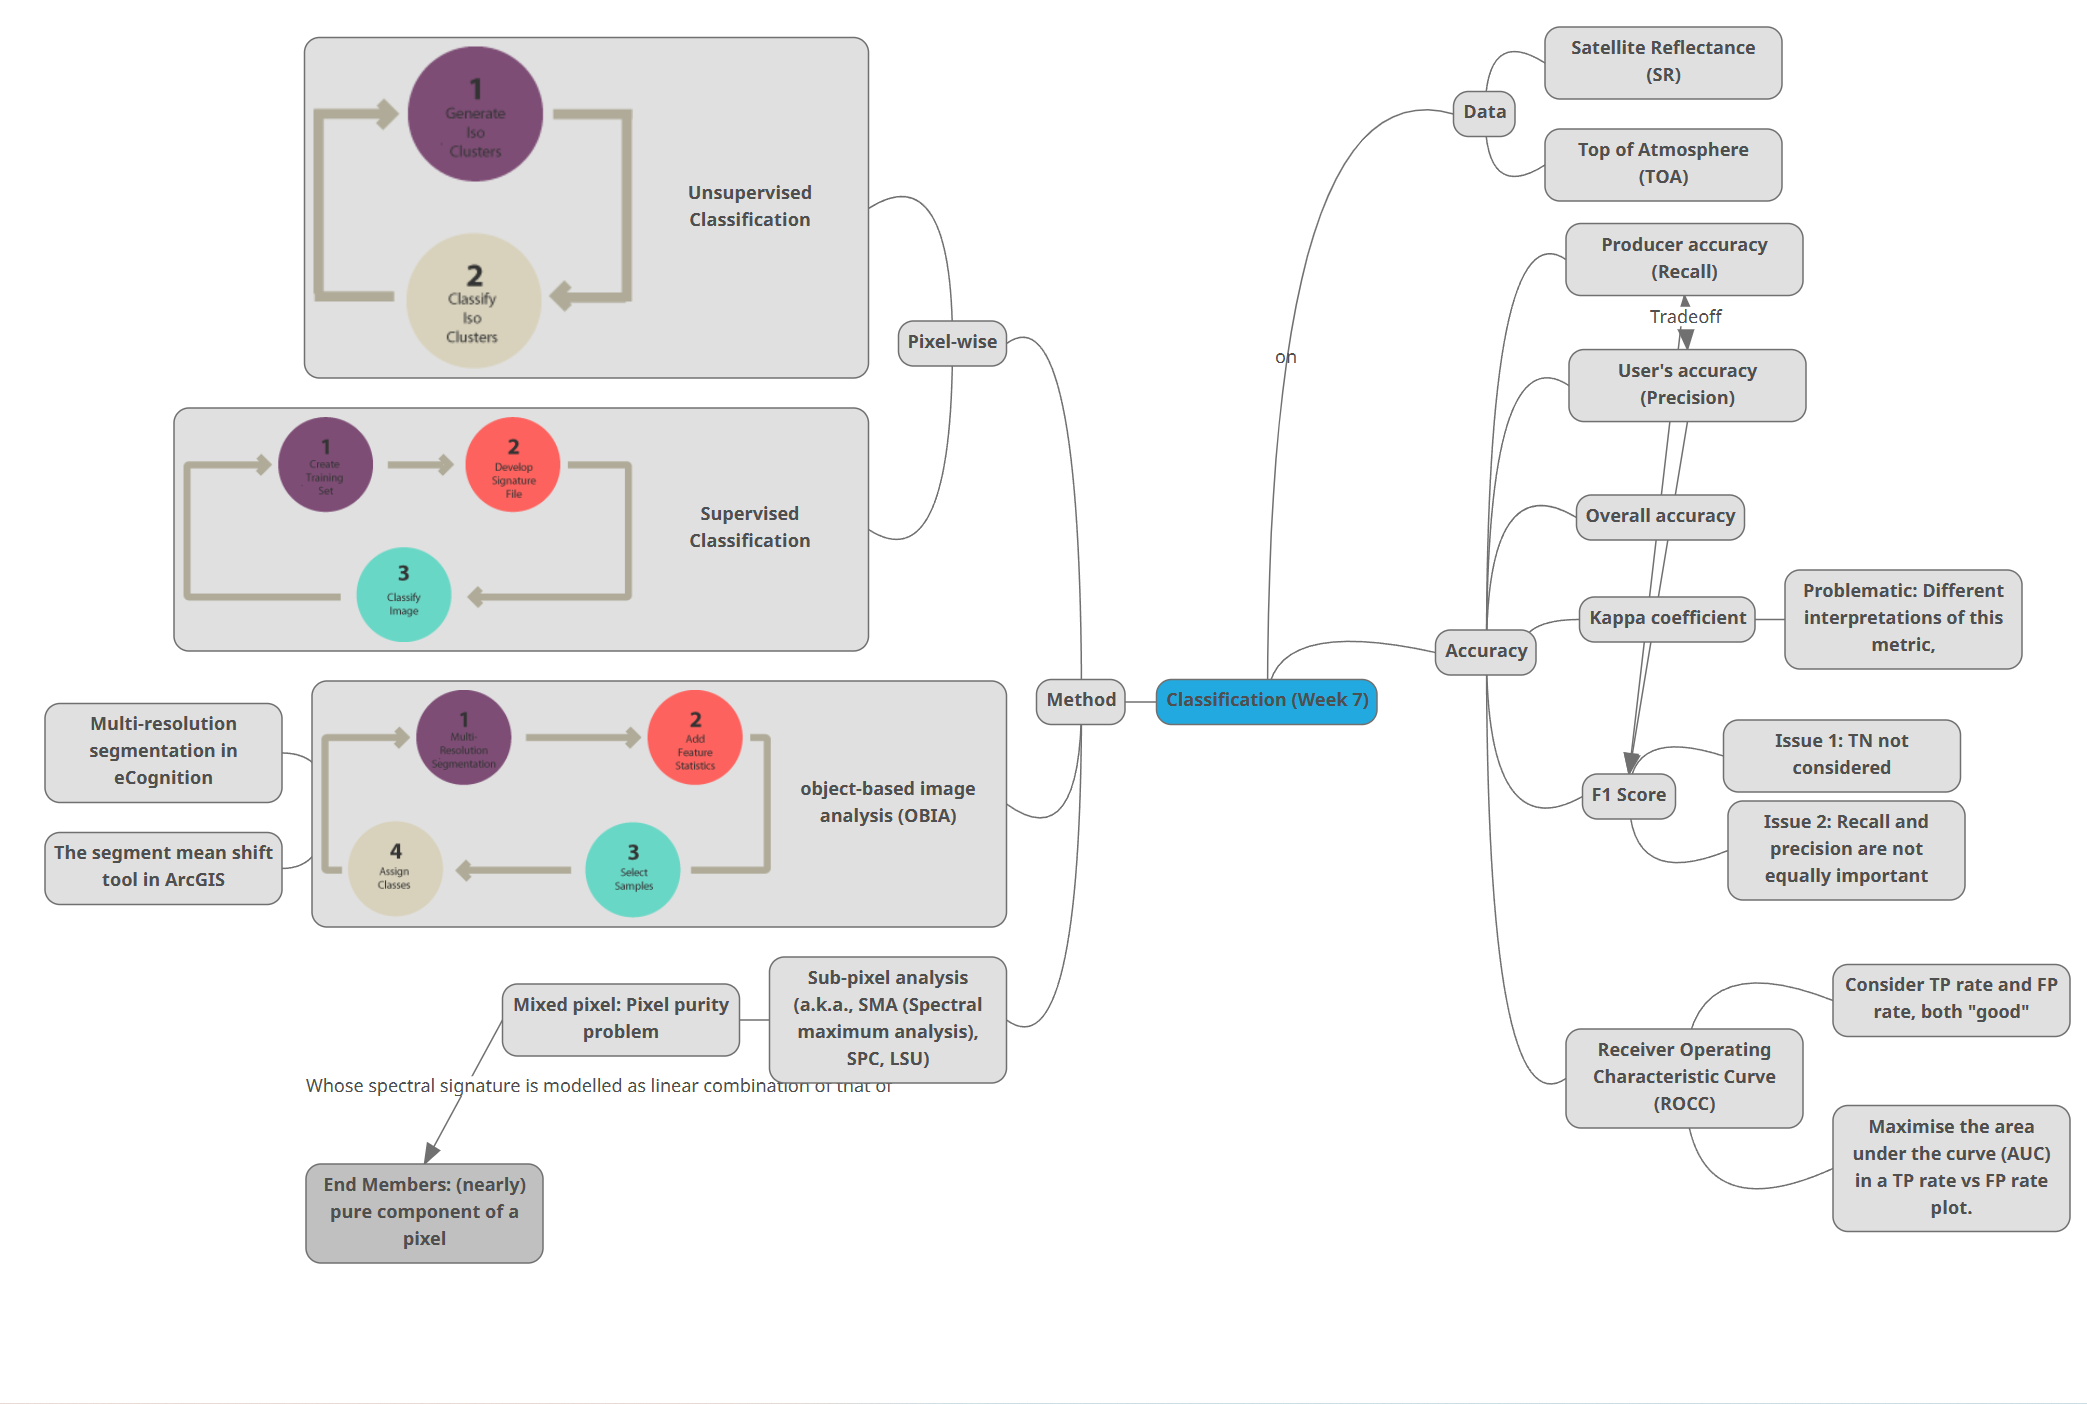 1
Generate
Iso
Clusters
2
Classify
Iso
Clusters
Unsupervised
Classification
1
Create
Training
Set
2
Develop
Signature
File
3
Classify
Image
Supervised
Classification
Pixel-wise
Multi-resolution
segmentation in
eCognition
The segment mean shift
tool in ArcGIS
1
Multi-
Resolution
Segmentation
2
Add
Feature
Statistics
3
Select
Samples
4
Assign
Classes
object-based image
analysis (OBIA)
Sub-pixel analysis
(a.k.a., SMA (Spectral
maximum analysis),
SPC, LSU)
Mixed pixel: Pixel purity
problem
Whose spectral signature is modelled as linear combination of that of
End Members: (nearly)
pure component of a
pixel
Method
Classification (Week 7)
on
Data
Satellite Reflectance
(SR)
Top of Atmosphere
(TOA)
Accuracy
Producer accuracy
(Recall)
Tradeoff
User's accuracy
(Precision)
Overall accuracy
Kappa coefficient
Problematic: Different
interpretations of this
metric,
F1 Score
Issue 1: TN not
considered
Issue 2: Recall and
precision are not
equally important
Receiver Operating
Characteristic Curve
(ROCC)
Consider TP rate and FP
rate, both "good"
Maximise the area
under the curve (AUC)
in a TP rate vs FP rate
plot.